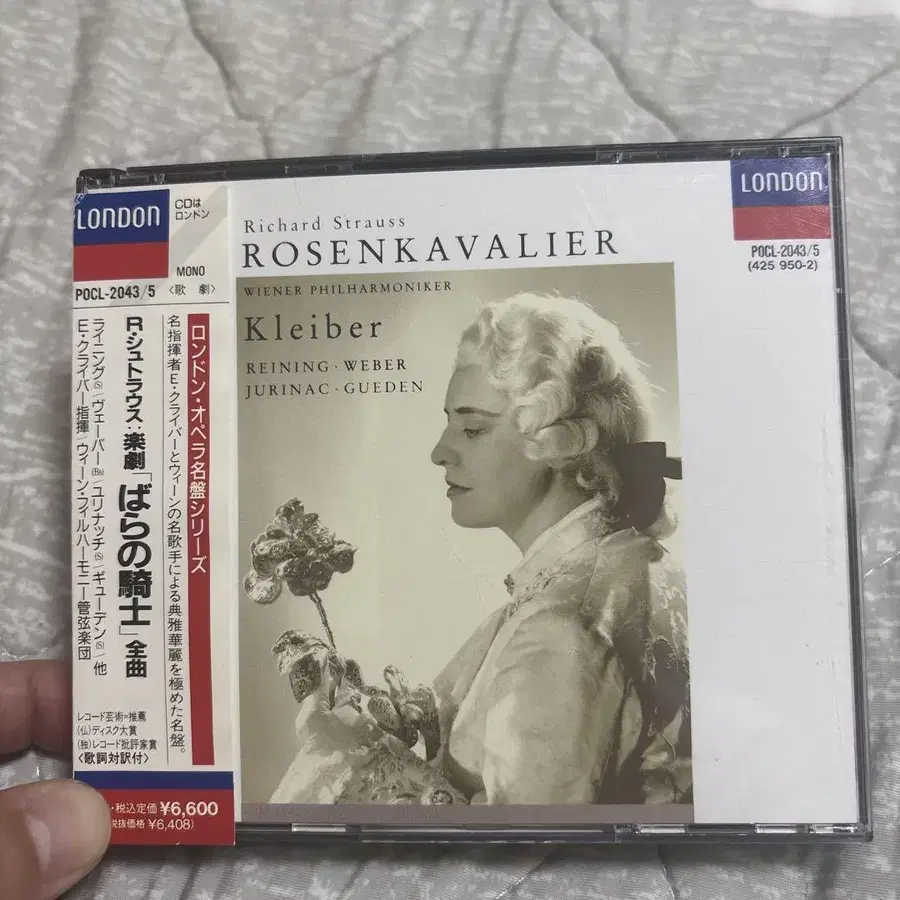 LONDON
CDは
ロンドン
MONO
POCL-2043/5 〈歌 劇〉
ロンドン・オペラ名盤シリーズ
名指揮者E・クライバーとウィーンの名歌手による典雅華麗を極めた名盤。
R・シュトラウス:楽劇「ばらの騎士」全曲
ライニング(S)/ヴェーバー(Bs)/ユリナッチ(S)/ギューデン(S)/他
E・クライバー指揮/ウィーン・フィルハーモニー管弦楽団
レコード芸術=推薦
(仏)ディスク大賞
(独)レコード批評家賞
〈歌詞対訳付〉
・税込定価 ¥6,600
税抜価格 ¥6,408)
Richard Strauss
ROSENKAVALIER
WIENER PHILHARMONIKER
Kleiber
REINING · WEBER
JURINAC · GUEDEN
LONDON
POCL-2043/5
(425 950-2)